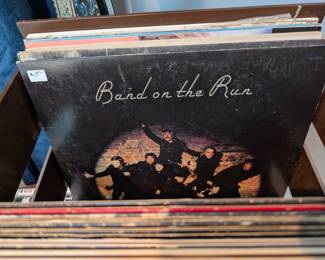 Band on the Run